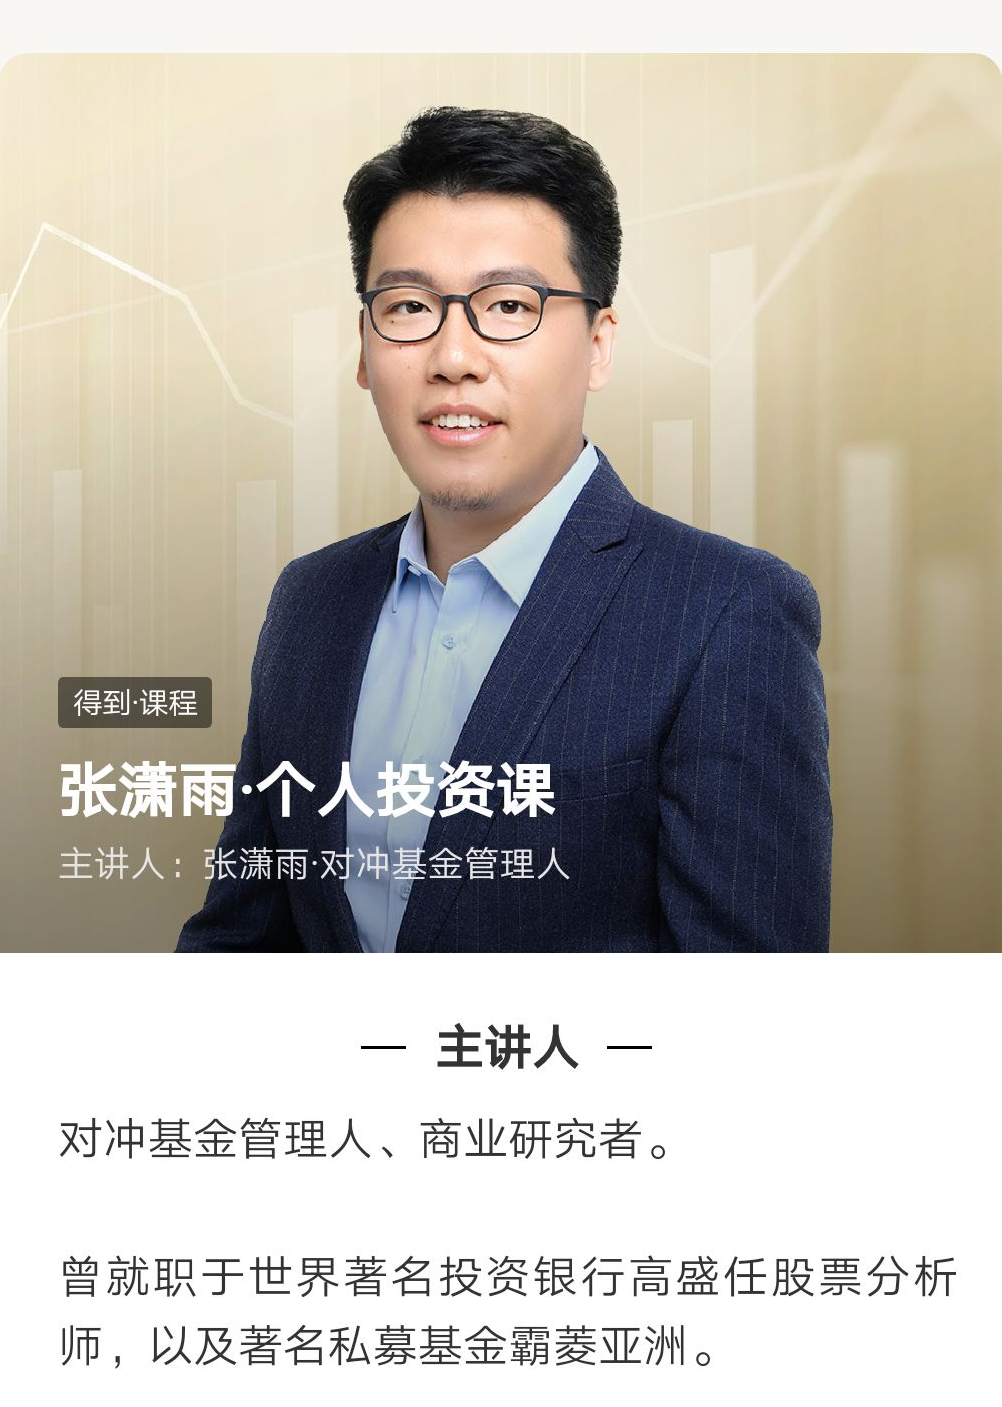 得到·课程
张潇雨·个人投资课
主讲人：张潇雨·对冲基金管理人
— 主讲人 —
对冲基金管理人、商业研究者。
曾就职于世界著名投资银行高盛任股票分析
师，以及著名私募基金霸菱亚洲。